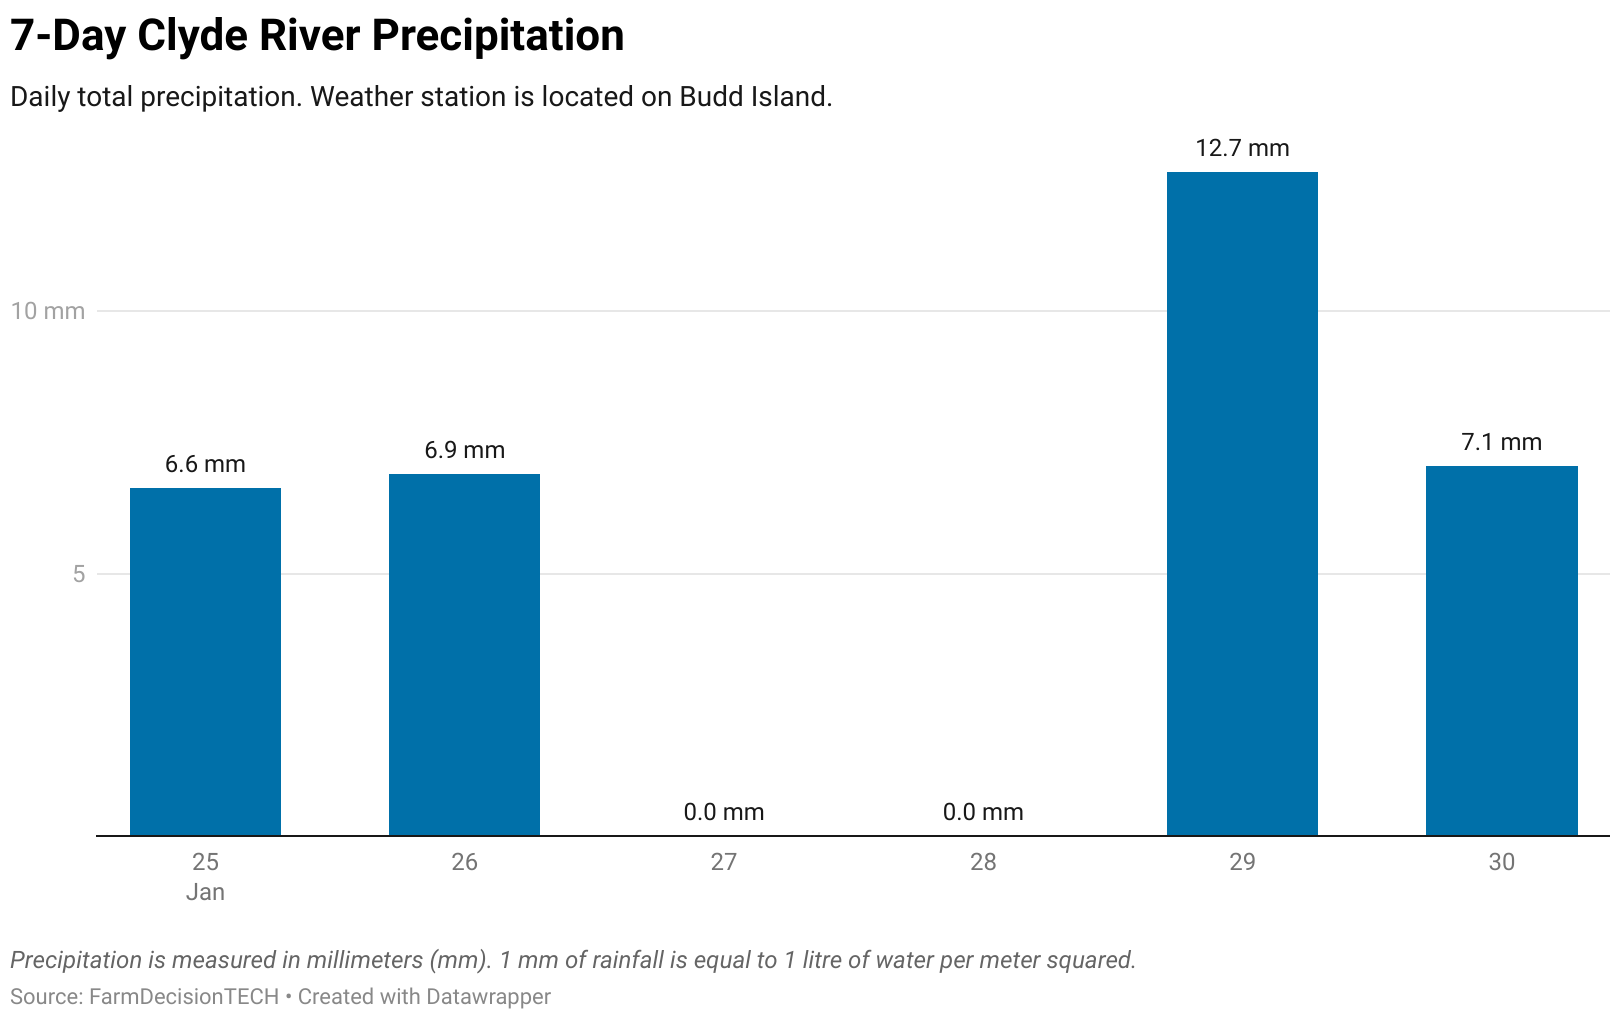 7-Day Clyde River Precipitation
Daily total precipitation. Weather station is located on Budd Island.
12.7 mm
10 mm
7.1 mm
6.9 mm
6.6 mm
5
0.0 mm
0.0 mm
25
26
27
28
29
30
Jan
Precipitation is measured in millimeters (mm). 1 mm of rainfall is equal to 1 litre of water per meter squared.
Source: FarmDecisionTECH • Created with Datawrapper